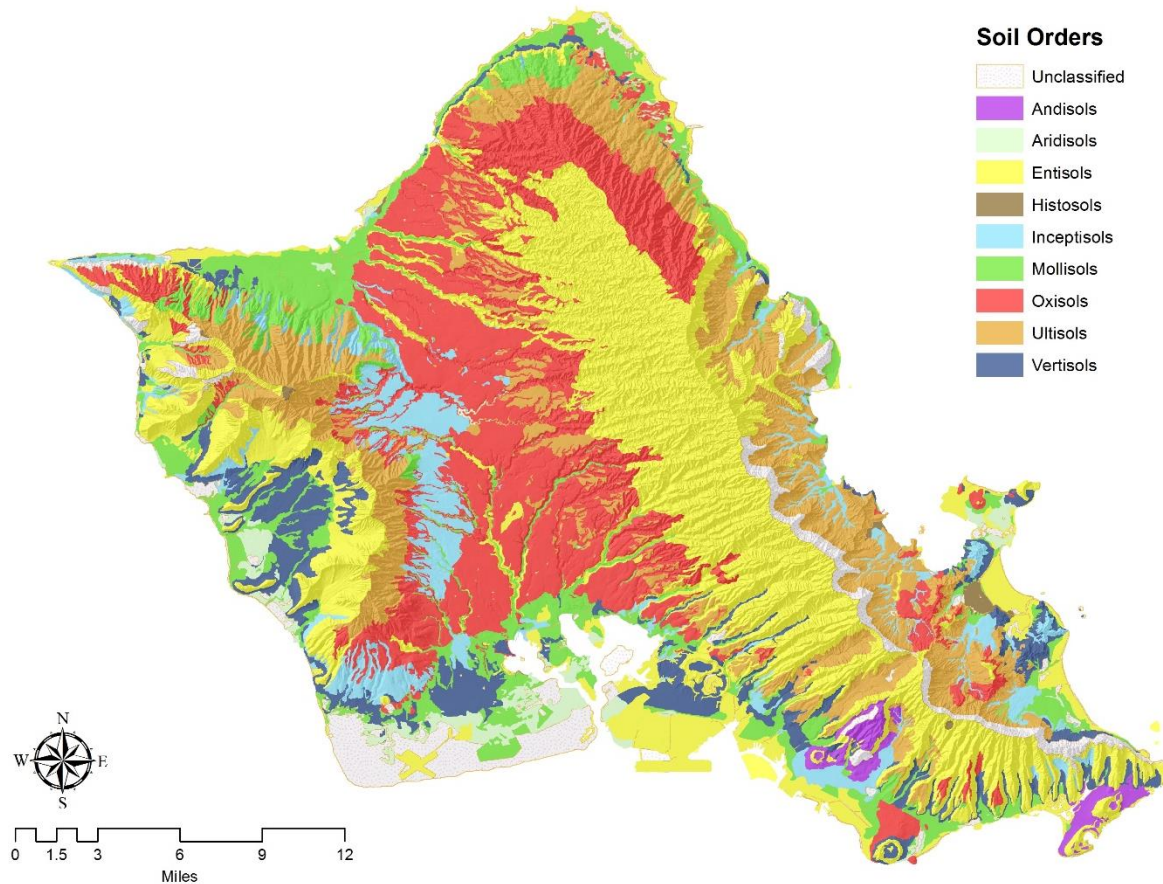 Soil Orders
Unclassified
Andisols
Aridisols
Entisols
Histosols
Inceptisols
Mollisols
Oxisols
Ultisols
Vertisols
N
W E
S
0 1.5 3 6 9 12
Miles